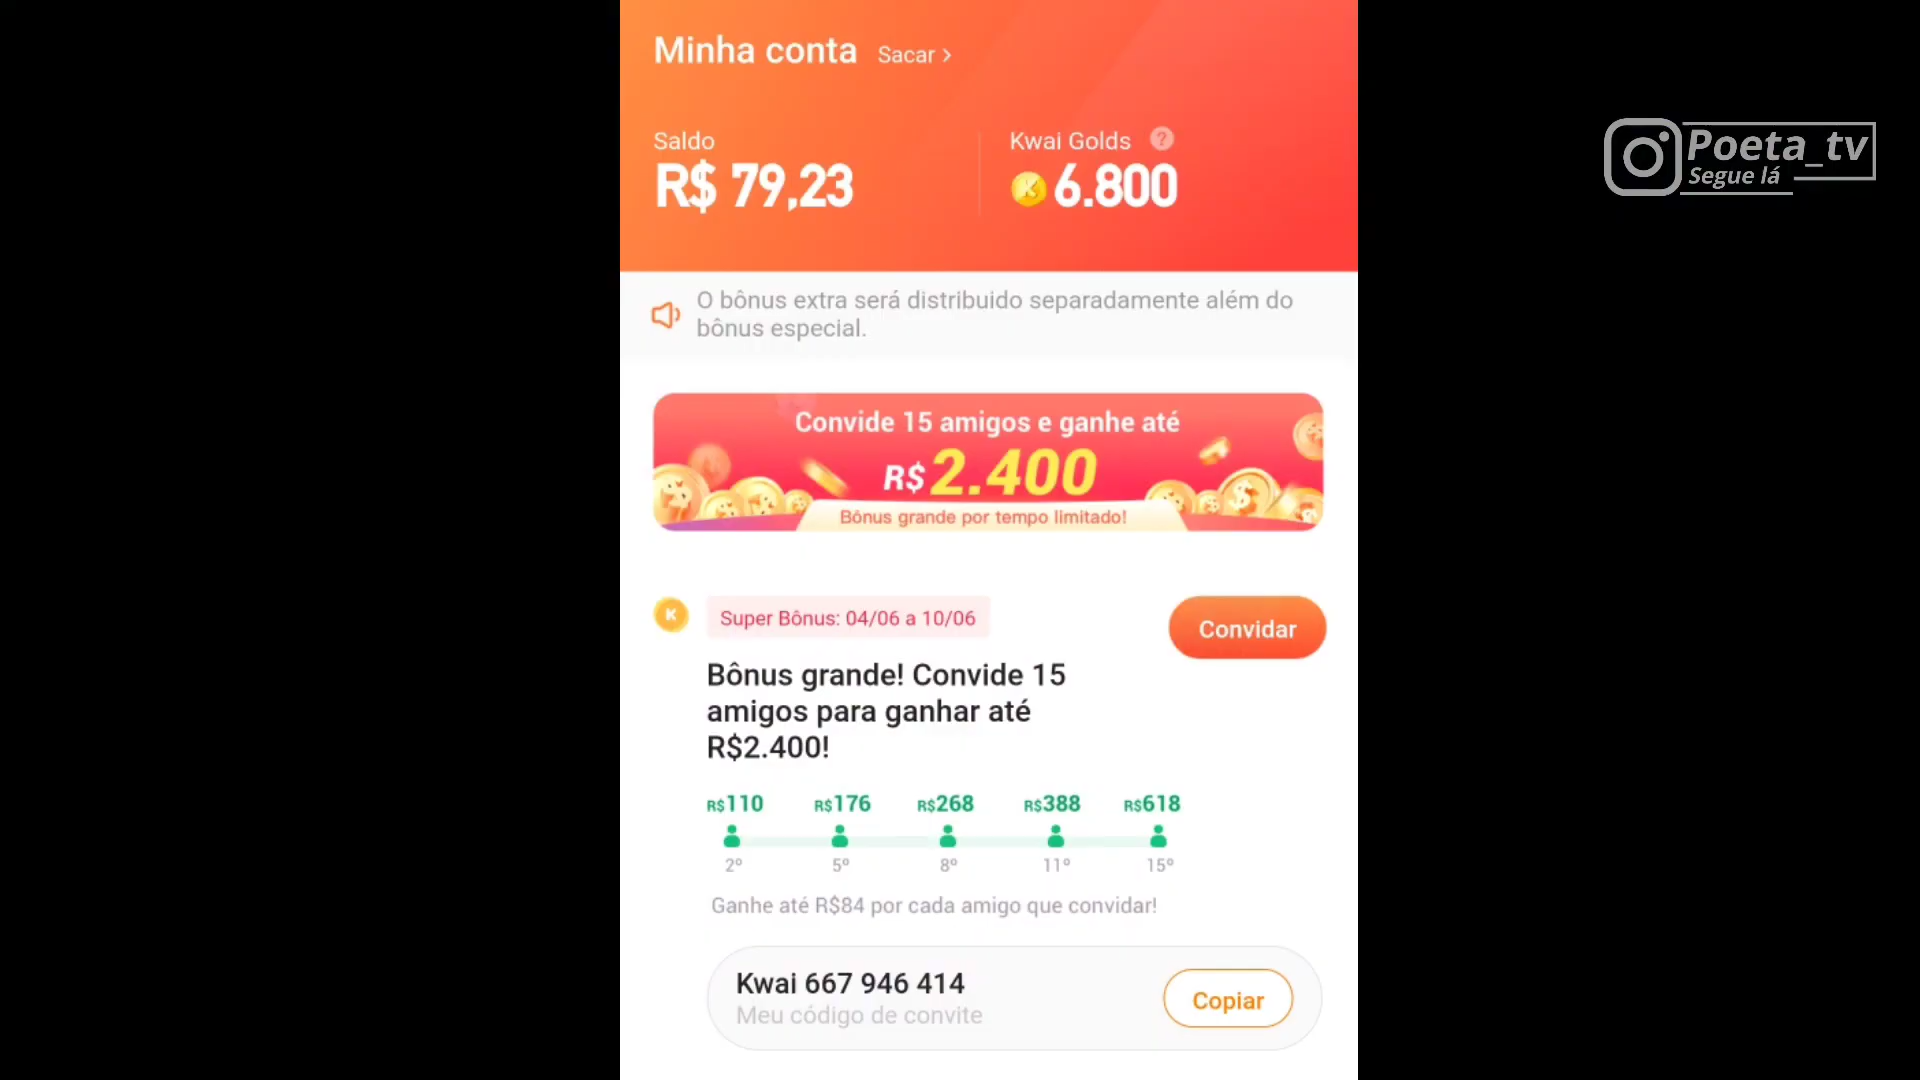 Minha conta Sacar >
Saldo
R$ 79,23
Kwai Golds ?
K 6.800
Poeta_tv
Segue lá
O bônus extra será distribuido separadamente além do
bônus especial.
Convide 15 amigos e ganhe até
R$ 2.400
Bônus grande por tempo limitado!
K
Super Bônus: 04/06 a 10/06
Convidar
Bônus grande! Convide 15
amigos para ganhar até
R$2.400!
R$110 R$176 R$268 R$388 R$618
2º 5º 8º 11º 15º
Ganhe até R$84 por cada amigo que convidar!
Kwai 667 946 414
Meu código de convite
Copiar